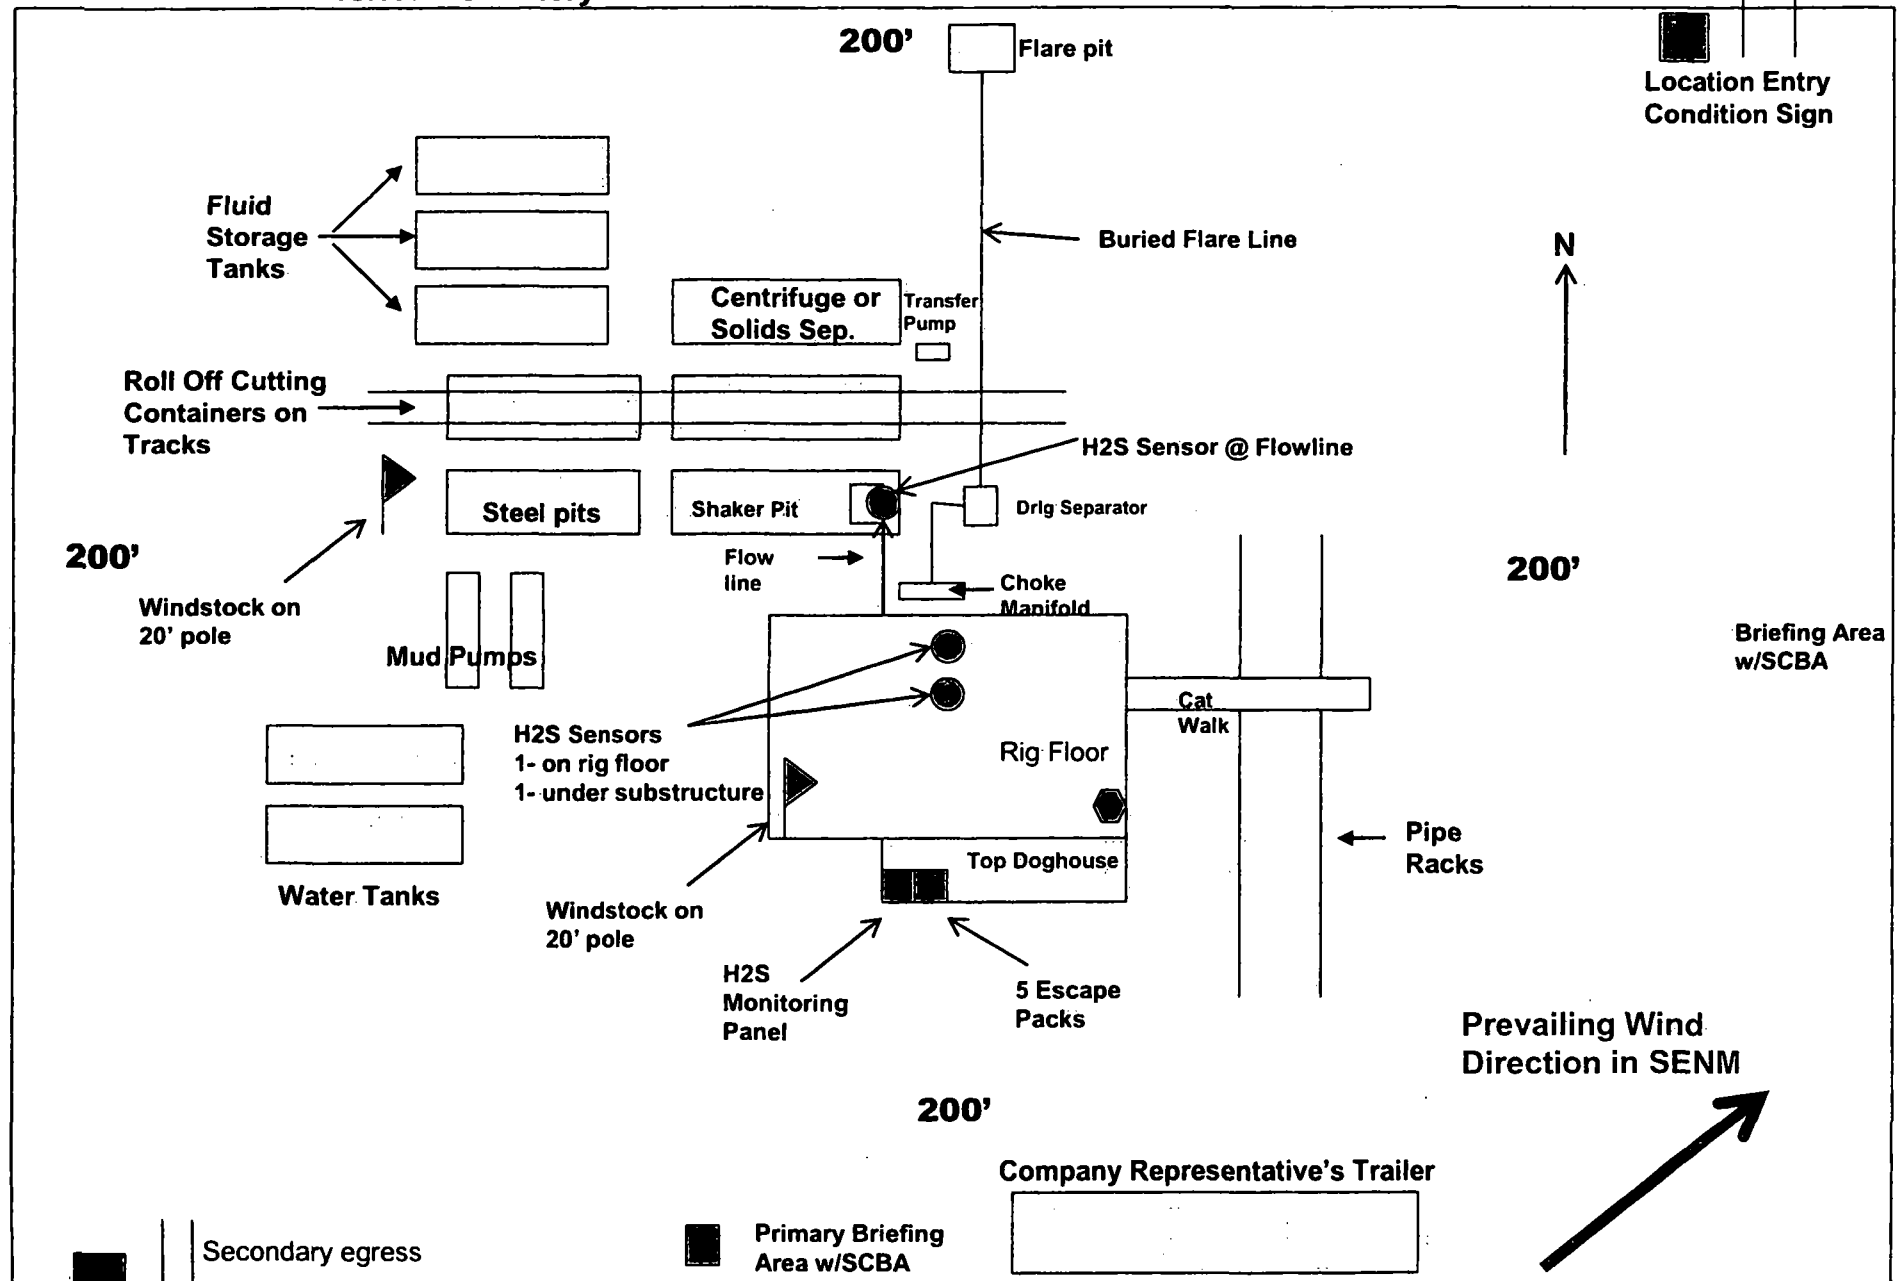 200'
Flare pit
Location Entry
Condition Sign
Fluid
Storage
Tanks
Buried Flare Line
N
Centrifuge or
Solids Sep.
Transfer
Pump
Roll Off Cutting
Containers on
Tracks
H2S Sensor @ Flowline
Steel pits
Shaker Pit
Drlg Separator
200'
Flow
line
200'
Choke
Manifold
Windstock on
20' pole
Briefing Area
w/SCBA
Mud Pumps
Cat
Walk
H2S Sensors
1- on rig floor
1- under substructure
Rig Floor
Pipe
Racks
Top Doghouse
Water Tanks
Windstock on
20' pole
H2S
Monitoring
Panel
5 Escape
Packs
Prevailing Wind
Direction in SENM
200'
Company Representative's Trailer
Secondary egress
Primary Briefing
Area w/SCBA